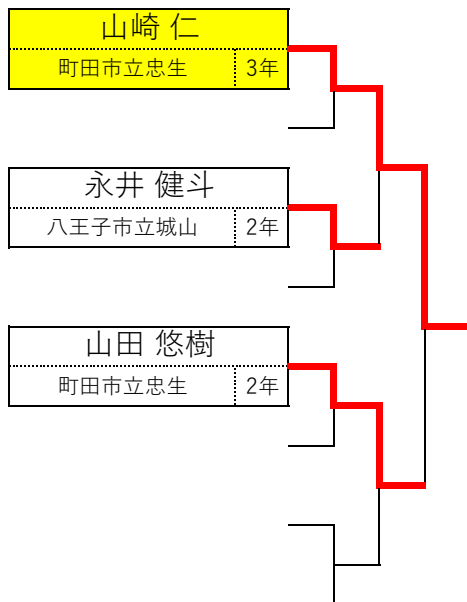 山崎 仁
町田市立忠生 3年
永井 健斗
八王子市立城山 2年
山田 悠樹
町田市立忠生 2年